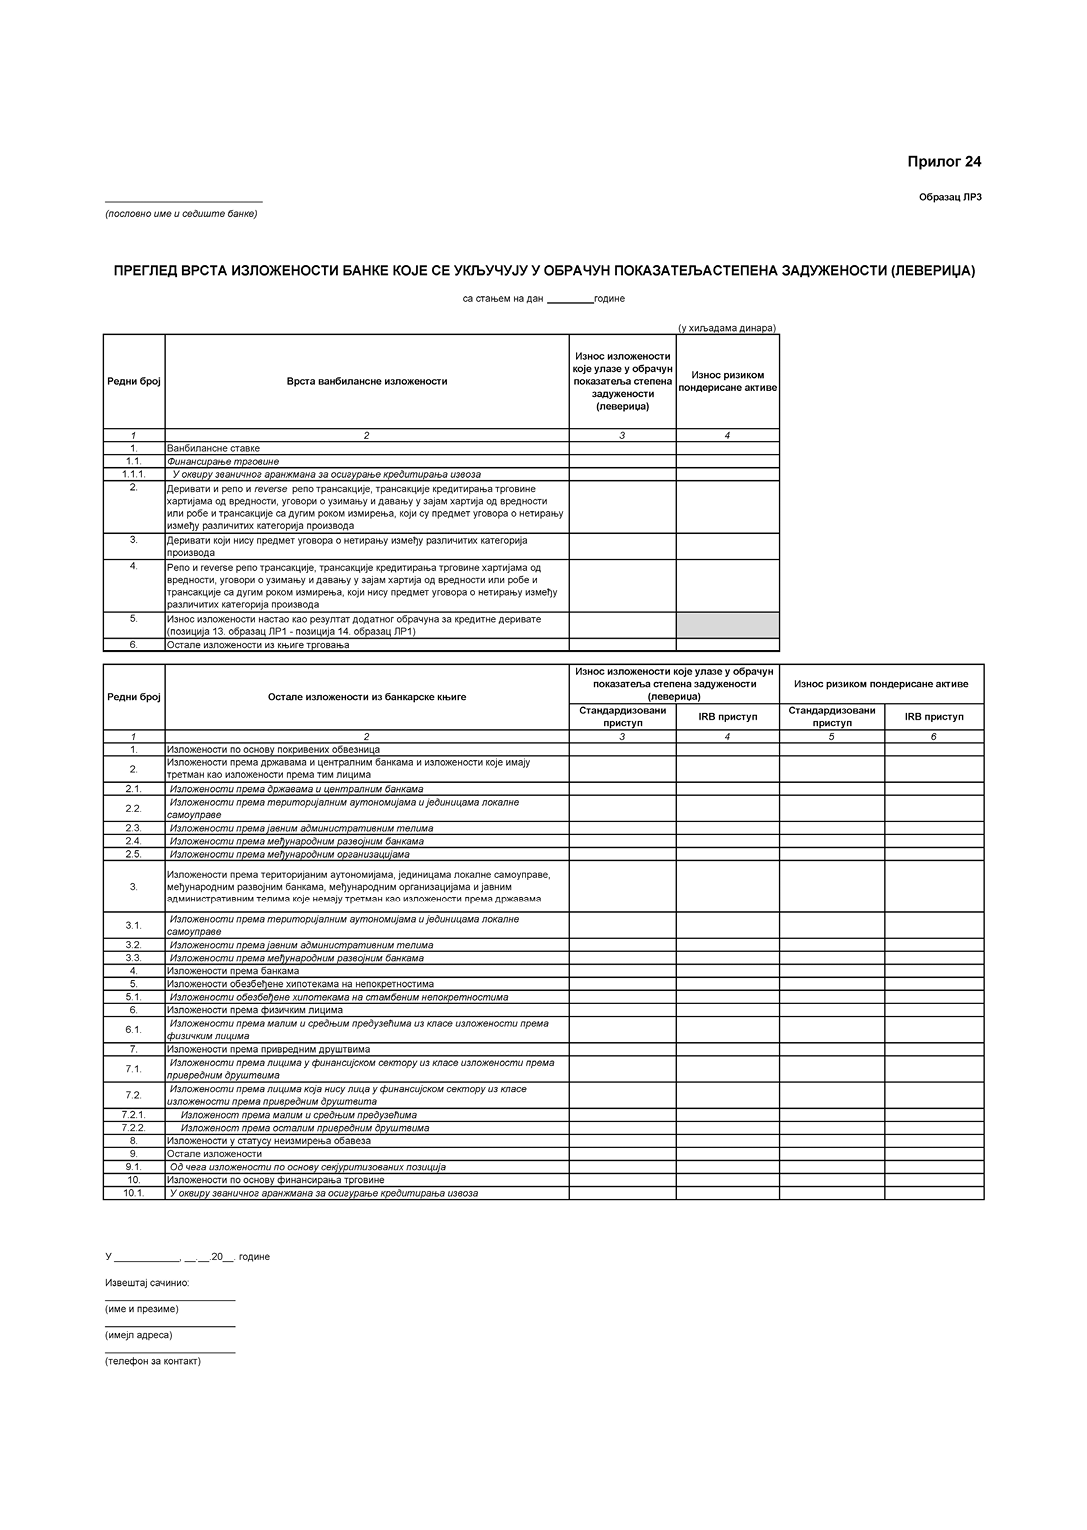 Прилог 24
Образац ЛР3
(пословно име и седиште банке)
ПРЕГЛЕД ВРСТА ИЗЛОЖЕНОСТИ БАНКЕ КОЈЕ СЕ УКЉУЧУЈУ У ОБРАЧУН ПОКАЗАТЕЉАСТЕПЕНА ЗАДУЖЕНОСТИ (ЛЕВЕРИЏА)
са стањем на дан ________године
(у хиљадама динара)
Редни број
Врста ванбилансне изложености
Износ изложености
које улазе у обрачун
показатеља степена
задужености
(левериџа)
Износ ризиком
пондерисане активе
1 2 3 4
1. Ванбилансне ставке
1.1. Финансирање трговине
1.1.1. У оквиру званичног аранжмана за осигурање кредитирања извоза
2. Деривати и репо и reverse репо трансакције, трансакције кредитирања трговине
хартијама од вредности, уговори о узимању и давању у зајам хартија од вредности
или робе и трансакције са дугим роком измирења, који су предмет уговора о нетирању
између различитих категорија производа
3. Деривати који нису предмет уговора о нетирању између различитих категорија
производа
4. Репо и reverse репо трансакције, трансакције кредитирања трговине хартијама од
вредности, уговори о узимању и давању у зајам хартија од вредности или робе и
трансакције са дугим роком измирења, који нису предмет уговора о нетирању између
различитих категорија производа
5. Износ изложености настао као резултат додатног обрачуна за кредитне деривате
(позиција 13. образац ЛР1 - позиција 14. образац ЛР1)
6. Остале изложености из књиге трговања
Редни број
Остале изложености из банкарске књиге
Износ изложености које улазе у обрачун
показатеља степена задужености
(левериџа)
Износ ризиком пондерисане активе
Стандардизовани
приступ
IRB приступ
Стандардизовани
приступ
IRB приступ
1 2 3 4 5 6
1. Изложености по основу покривених обвезница
2. Изложености према државама и централним банкама и изложености које имају
третман као изложености према тим лицима
2.1. Изложености према државама и централним банкама
2.2. Изложености према територијалним аутономијама и јединицама локалне
самоуправе
2.3. Изложености према јавним административним телима
2.4. Изложености према међународним развојним банкама
2.5. Изложености према међународним организацијама
3. Изложености према територијаним аутономијама, јединицама локалне самоуправе,
међународним развојним банкама, међународним организацијама и јавним
административним телима које немају третман као изложености према државама
3.1. Изложености према територијалним аутономијама и јединицама локалне
самоуправе
3.2. Изложености према јавним административним телима
3.3. Изложености према међународним развојним банкама
4. Изложености према банкама
5. Изложености обезбеђене хипотекама на непокретностима
5.1. Изложености обезбеђене хипотекама на стамбеним непокретностима
6. Изложености према физичким лицима
6.1. Изложености према малим и средњим предузећима из класе изложености према
физичким лицима
7. Изложености према привредним друштвима
7.1. Изложености према лицима у финансијском сектору из класе изложености према
привредним друштвима
7.2. Изложености према лицима која нису лица у финансијском сектору из класе
изложености према привредним друштвита
7.2.1. Изложеност према малим и средњим предузећима
7.2.2. Изложеност према осталим привредним друштвима
8. Изложености у статусу неизмирења обавеза
9. Остале изложености
9.1. Од чега изложености по основу секјуритизованих позиција
10. Изложености по основу финансирања трговине
10.1. У оквиру званичног аранжмана за осигурање кредитирања извоза
У ____________, __.__.20__. године
Извештај сачинио:
(име и презиме)
(имејл адреса)
(телефон за контакт)